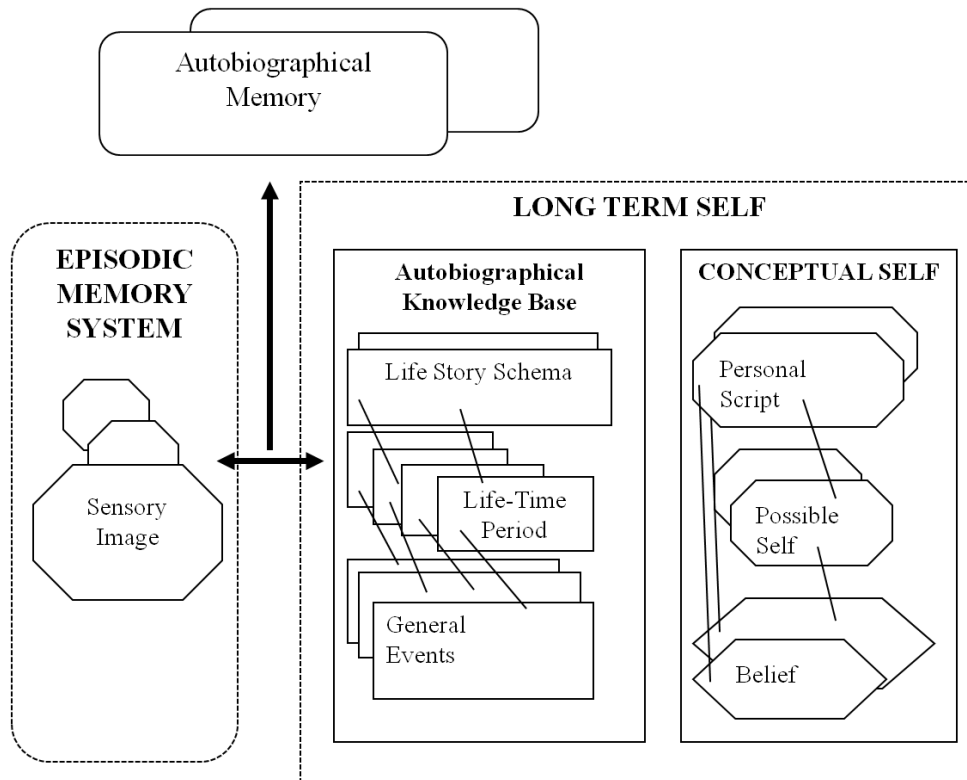 Autobiographical
Memory
LONG TERM SELF
EPISODIC
MEMORY
SYSTEM
Sensory
Image
Autobiographical
Knowledge Base
Life Story Schema
Life-Time
Period
General
Events
CONCEPTUAL SELF
Personal
Script
Possible
Self
Belief